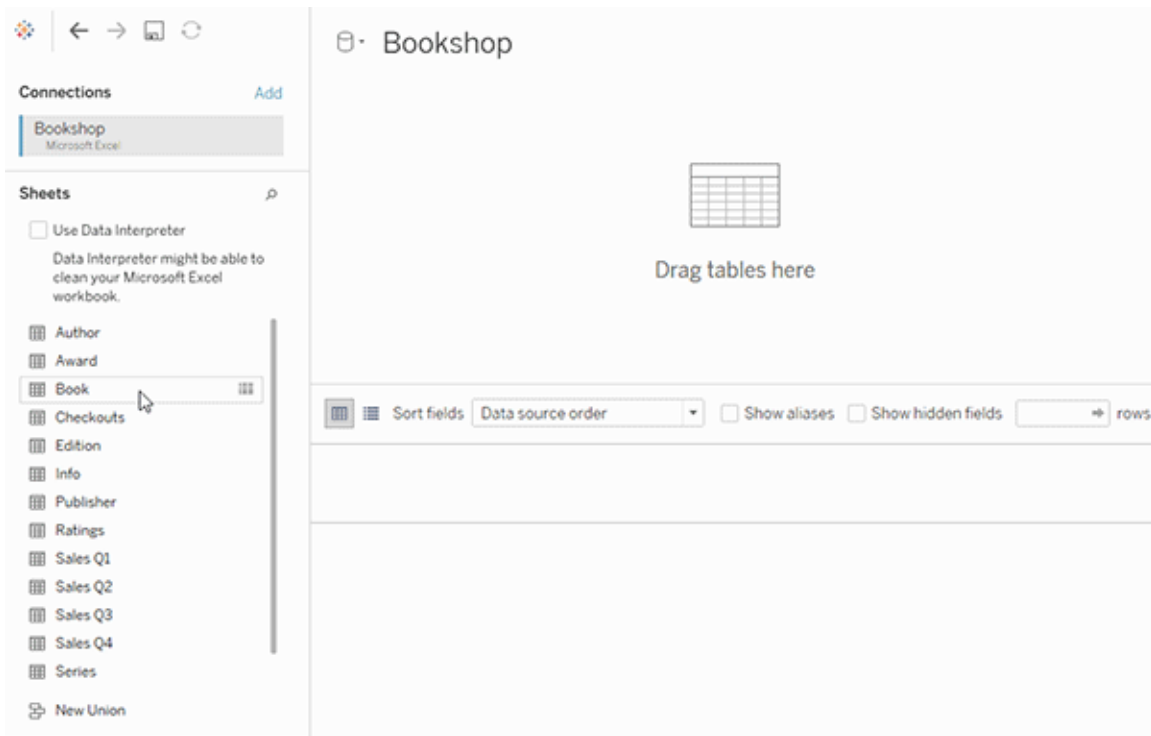 Connections
Add
Bookshop
Microsoft Excel
Sheets
Use Data Interpreter
Data Interpreter might be able to
clean your Microsoft Excel
workbook.
Author
Award
Book
Checkouts
Edition
Info
Publisher
Ratings
Sales Q1
Sales Q2
Sales Q3
Sales Q4
Series
New Union
Bookshop
Drag tables here
Sort fields Data source order Show aliases Show hidden fields rows